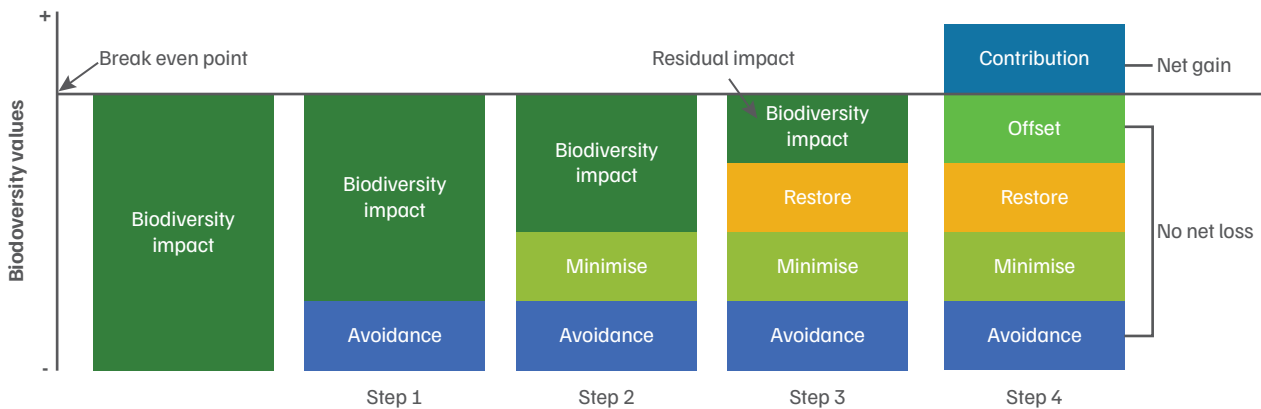 +
Break even point
Biodoversity values
-
Biodiversity
impact
Biodiversity
impact
Avoidance
Step 1
Biodiversity
impact
Minimise
Avoidance
Step 2
Residual impact
Biodiversity
impact
Restore
Minimise
Avoidance
Step 3
Contribution
Offset
Restore
Minimise
Avoidance
Step 4
Net gain
No net loss